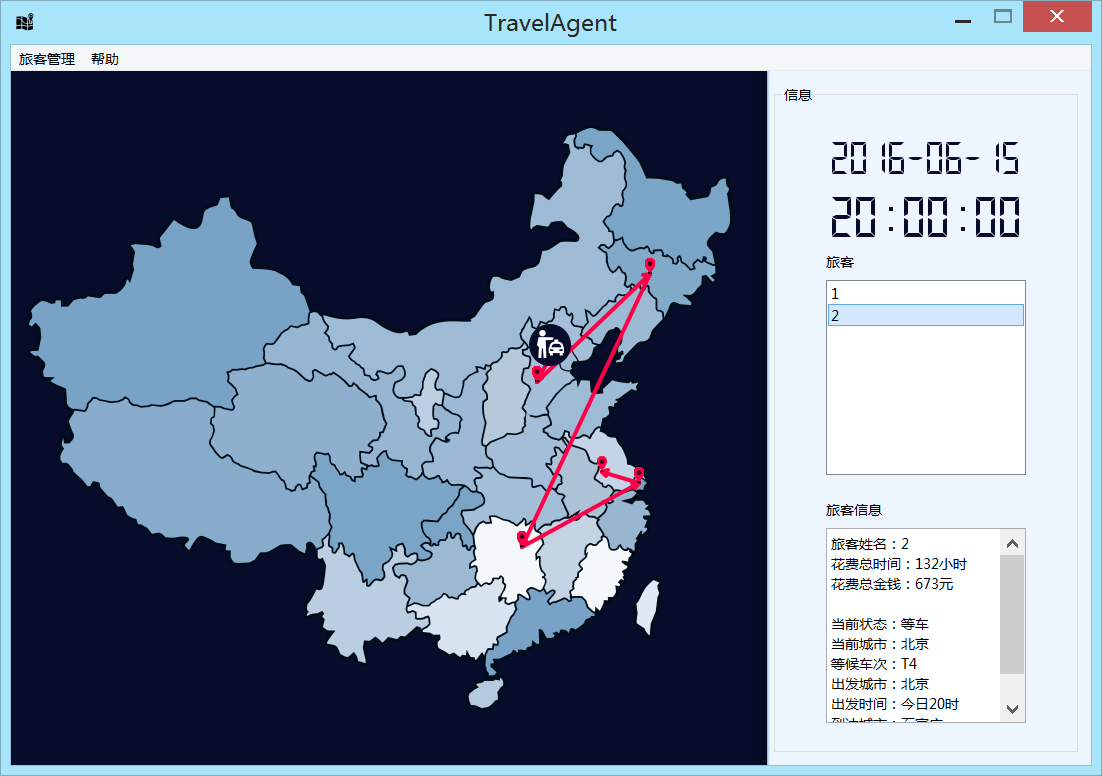 TravelAgent
旅客管理 帮助
信息
2016-06-15
20:00:00
旅客
1
2
旅客信息
旅客姓名：2
花费总时间：132小时
花费总金钱：673元
当前状态：等车
当前城市：北京
等候车次：T4
出发城市：北京
出发时间：今日20时